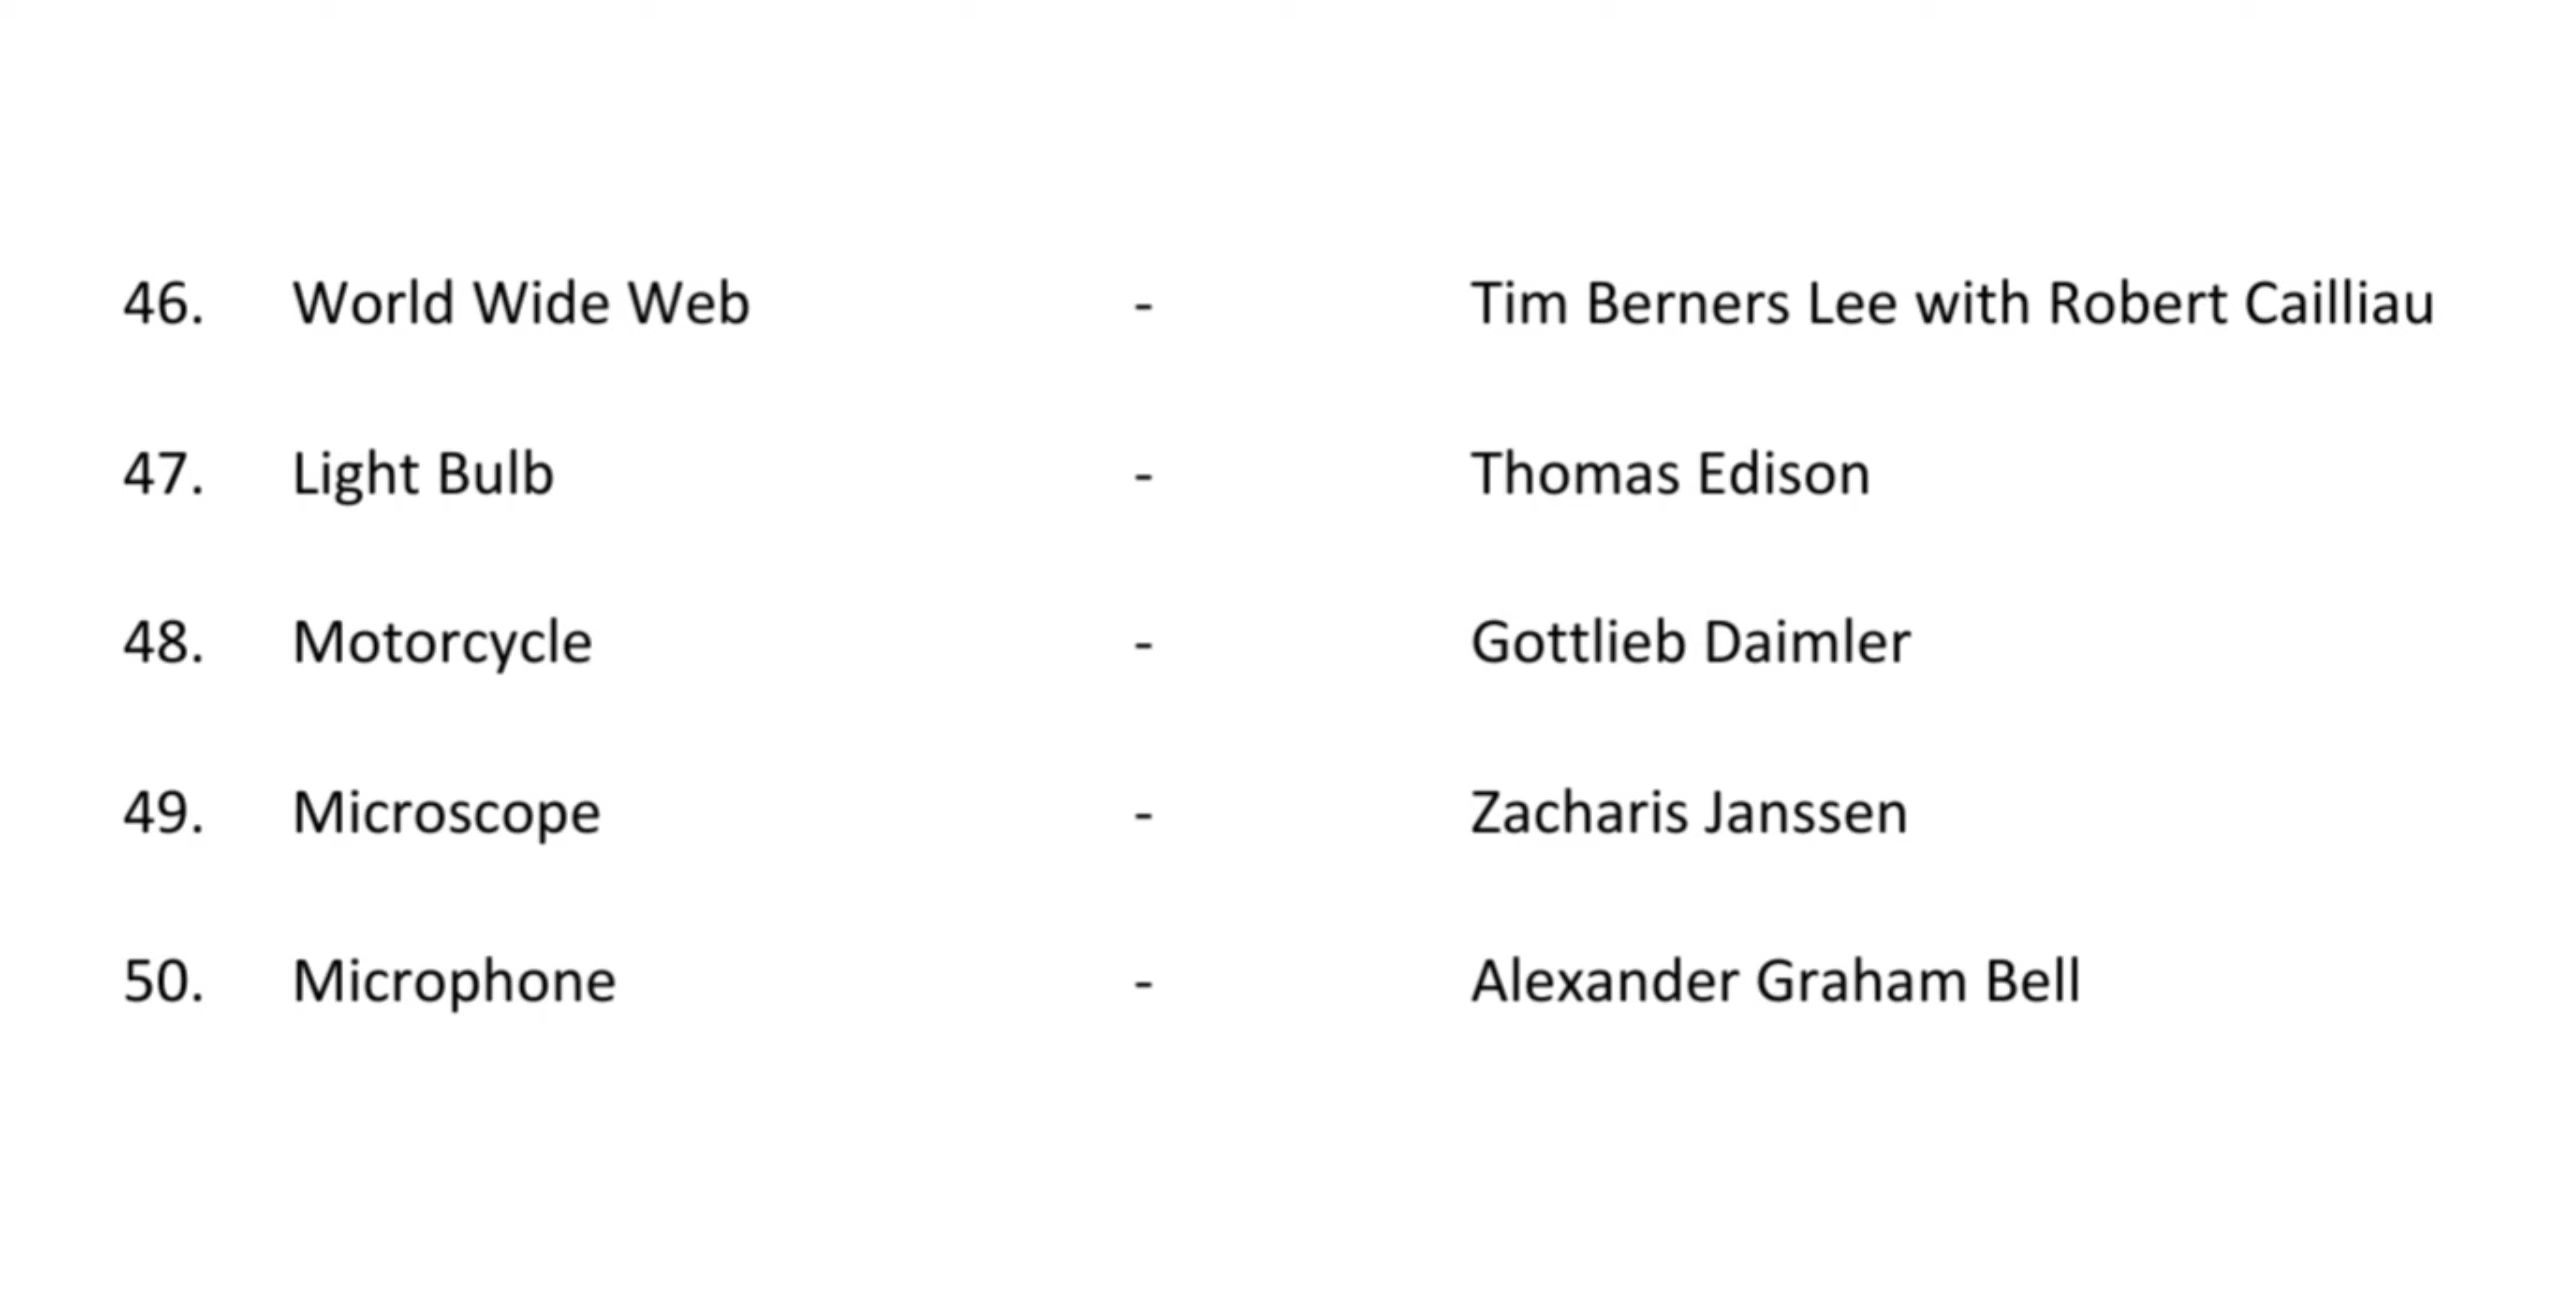 46. World Wide Web - Tim Berners Lee with Robert Cailliau
47. Light Bulb - Thomas Edison
48. Motorcycle - Gottlieb Daimler
49. Microscope - Zacharis Janssen
50. Microphone - Alexander Graham Bell